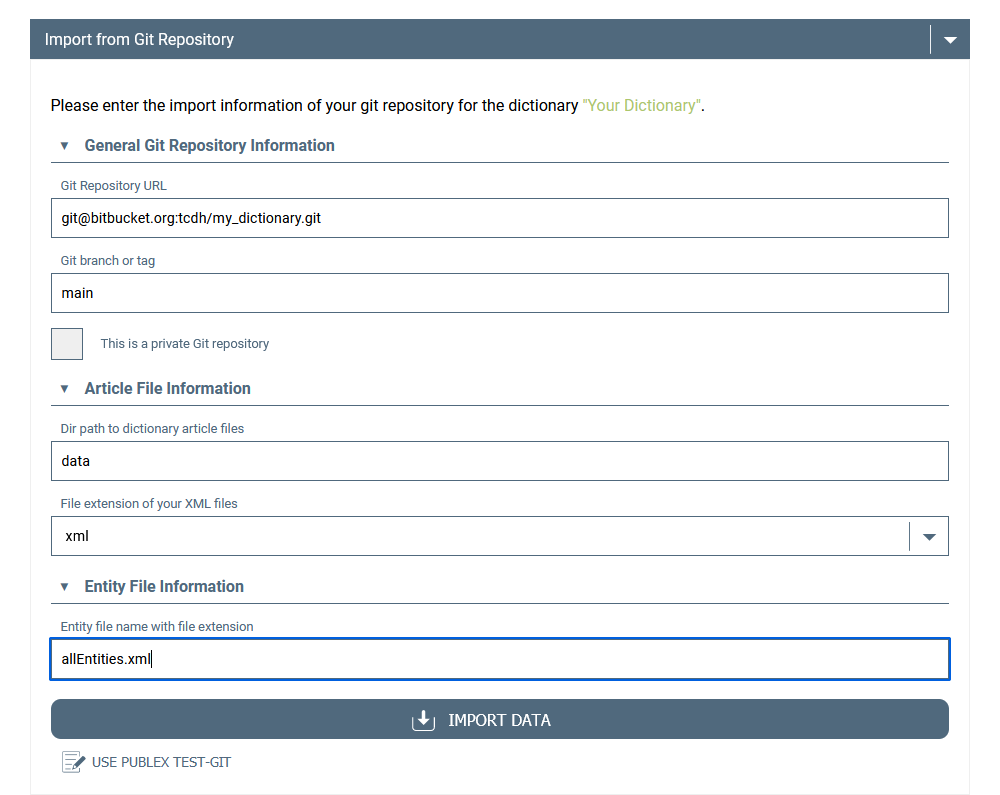 Import from Git Repository
Please enter the import information of your git repository for the dictionary "Your Dictionary".
General Git Repository Information
Git Repository URL
git@bitbucket.org:tcdh/my_dictionary.git
Git branch or tag
main
This is a private Git repository
Article File Information
Dir path to dictionary article files
data
File extension of your XML files
xml
Entity File Information
Entity file name with file extension
allEntities.xml
IMPORT DATA
USE PUBLEX TEST-GIT